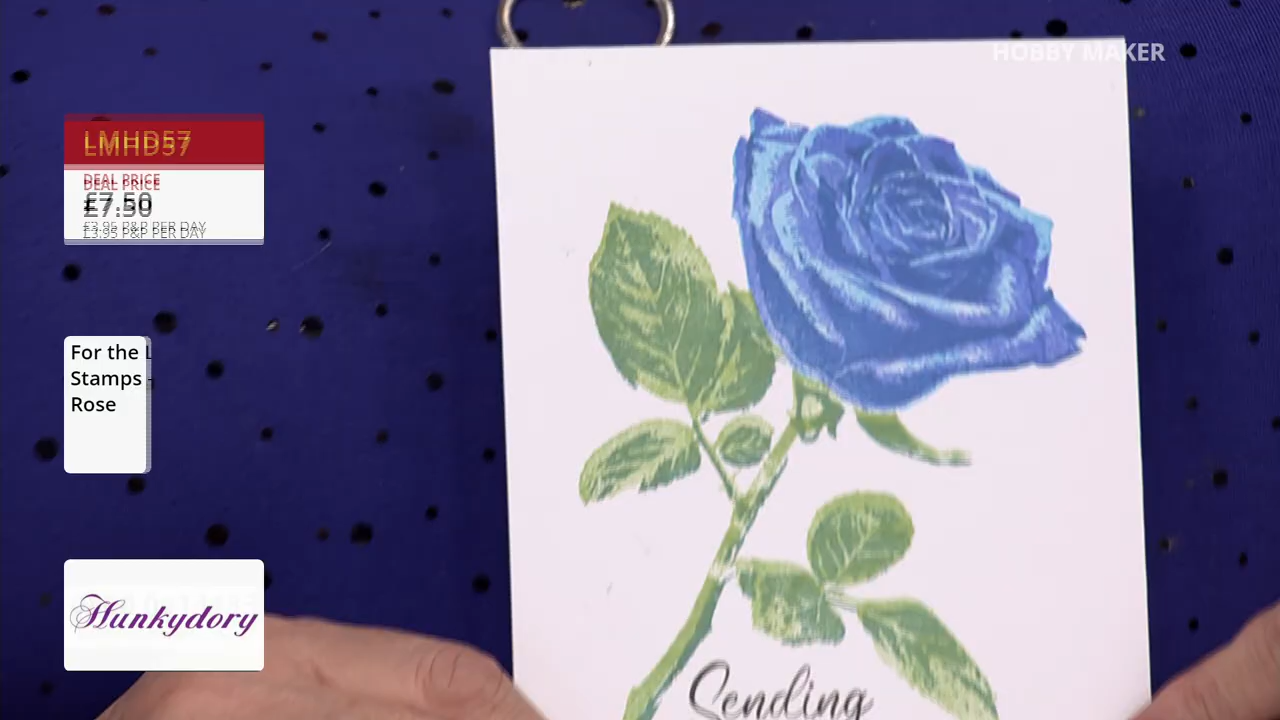 HOBBY MAKER
LMHD57
DEAL PRICE
£7.50
£3.95 P&P PER DAY
For the L
Stamps -
Rose
Hunkydory
Sending